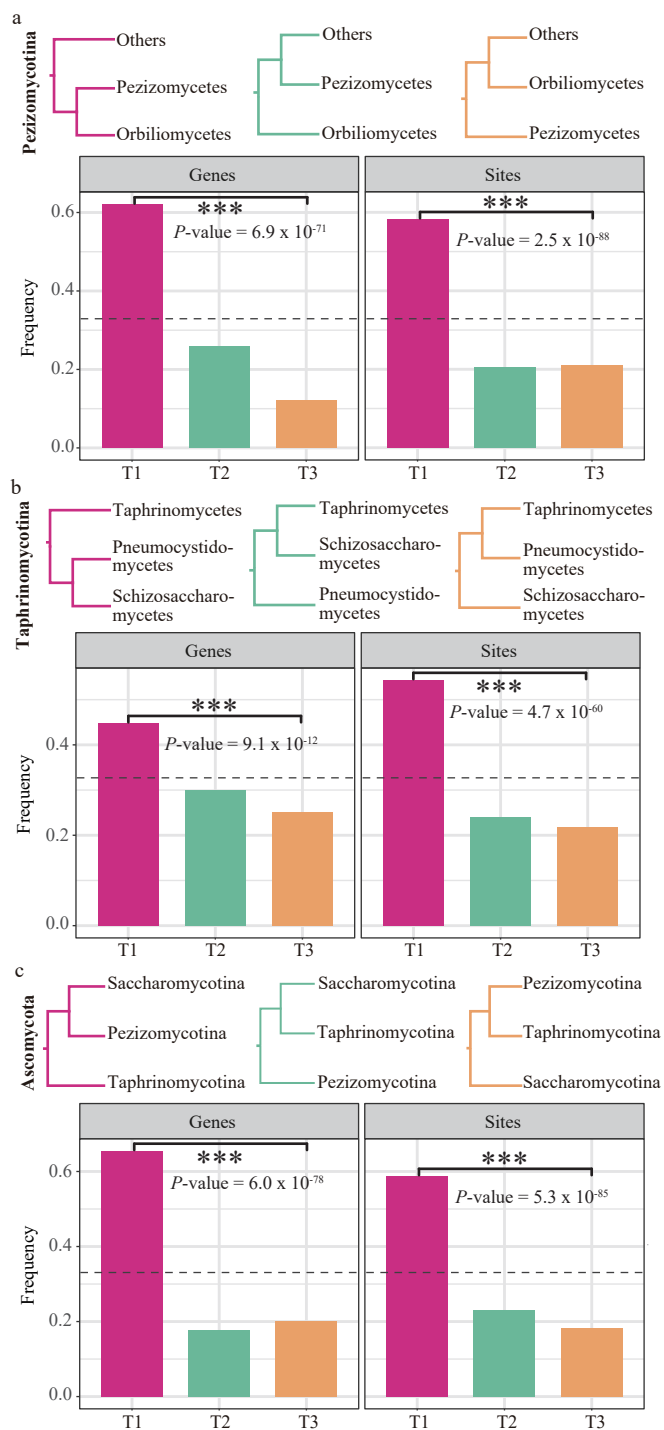 a
Pezizomycotina
Others
Pezizomycetes
Orbiliomycetes
Others
Pezizomycetes
Orbiliomycetes
Others
Orbiliomycetes
Pezizomycetes
Genes
Sites
Frequency
0.6
0.4
0.2
0.0
***
P-value = 6.9 x 10-71
***
P-value = 2.5 x 10-88
T1 T2 T3
T1 T2 T3
b
Taphrinomycotina
Taphrinomycetes
Pneumocystido-
mycetes
Schizosaccharo-
mycetes
Taphrinomycetes
Schizosaccharo-
mycetes
Pneumocystido-
mycetes
Taphrinomycetes
Pneumocystido-
mycetes
Schizosaccharo-
mycetes
Genes
Sites
Frequency
0.4
0.2
0.0
***
P-value = 9.1 x 10-12
***
P-value = 4.7 x 10-60
T1 T2 T3
T1 T2 T3
c
Ascomycota
Saccharomycotina
Pezizomycotina
Taphrinomycotina
Saccharomycotina
Taphrinomycotina
Pezizomycotina
Pezizomycotina
Taphrinomycotina
Saccharomycotina
Genes
Sites
Frequency
0.6
0.4
0.2
0.0
***
P-value = 6.0 x 10-78
***
P-value = 5.3 x 10-85
T1 T2 T3
T1 T2 T3